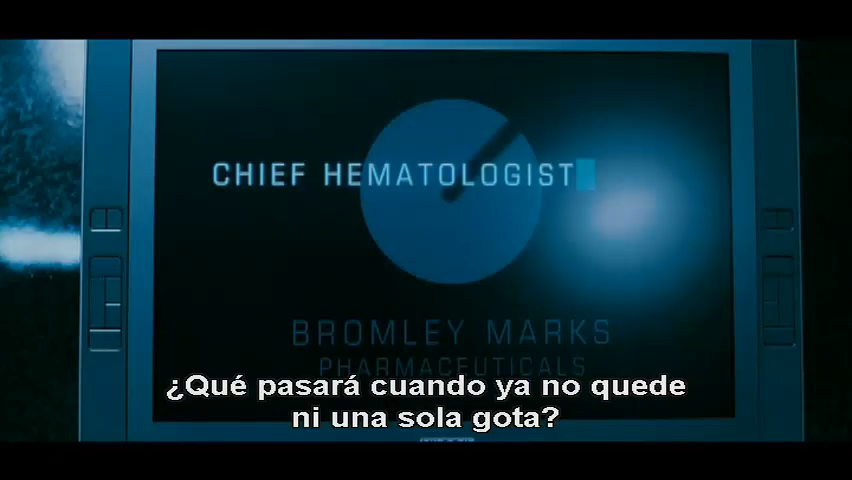 CHIEF HEMATOLOGIST
BROMLEY MARKS
PHARMACEUTICALS
¿Qué pasará cuando ya no quede
ni una sola gota?